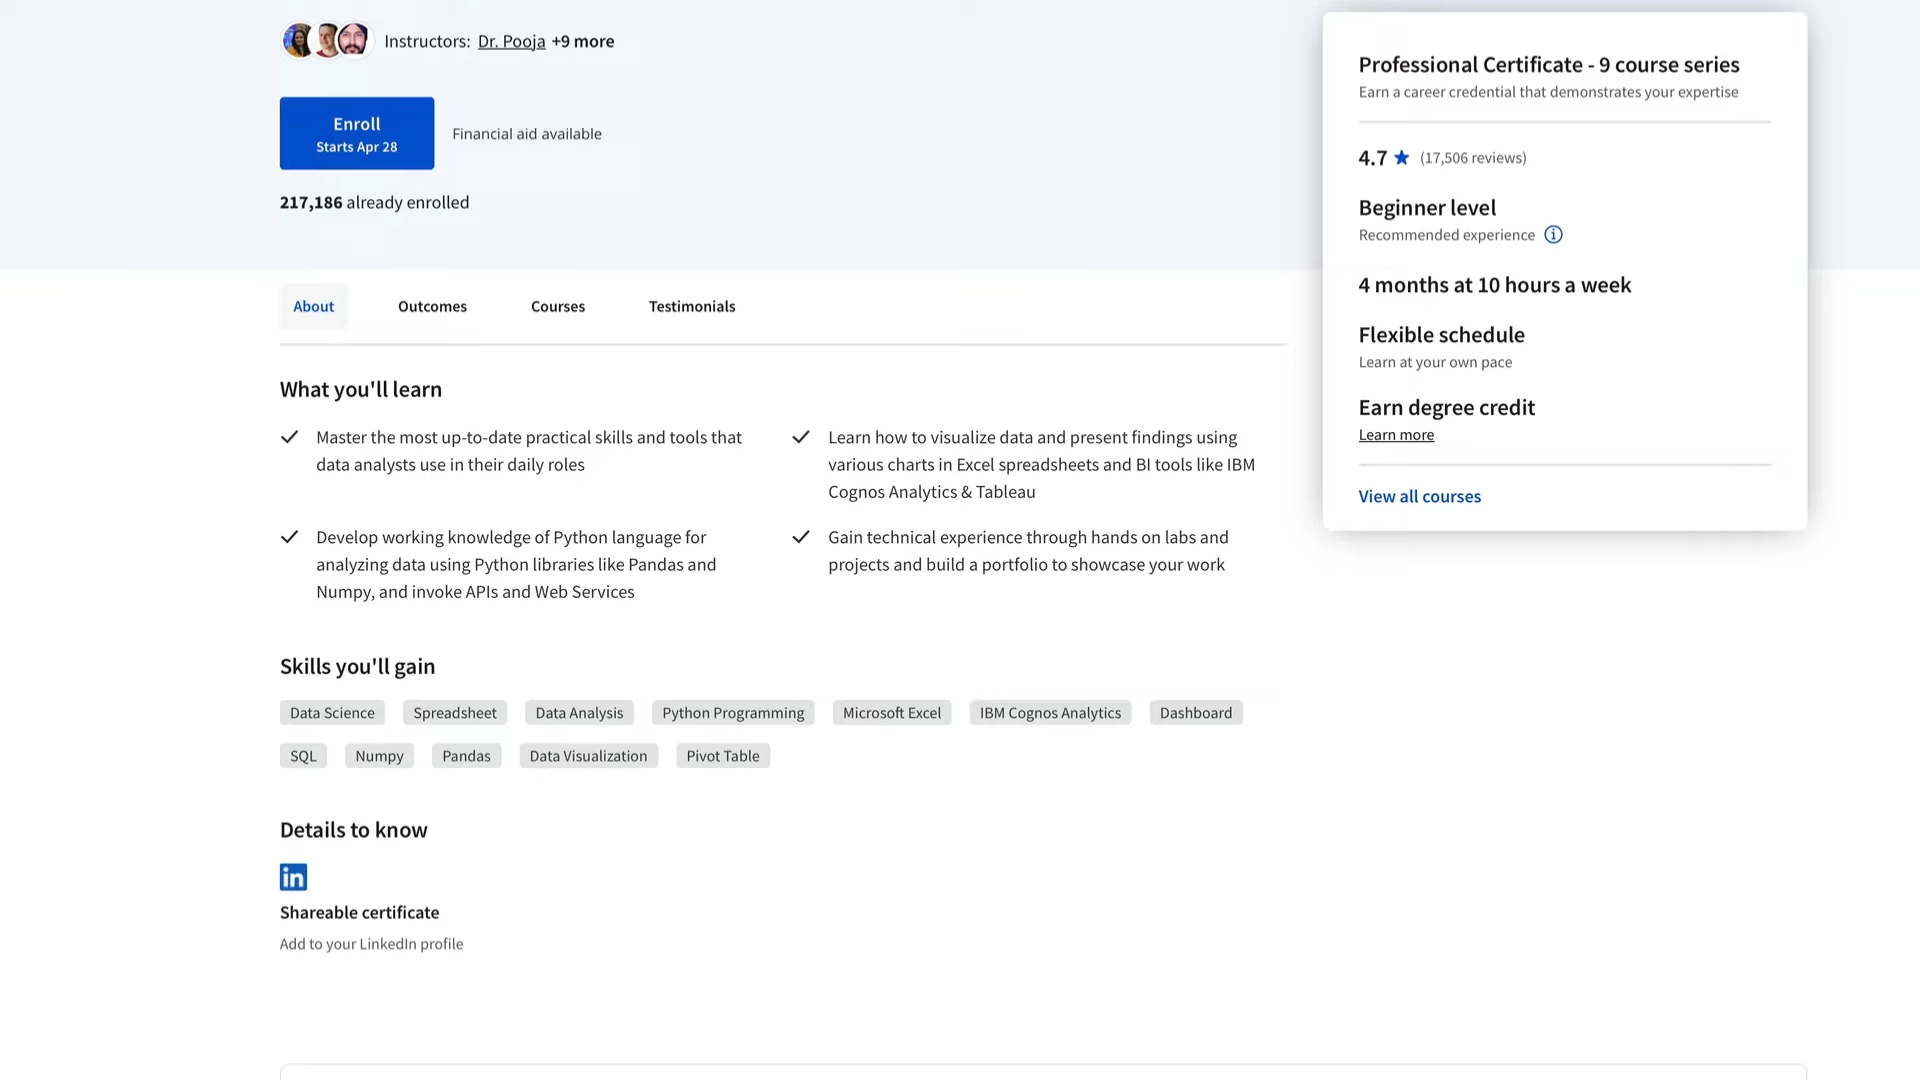 Instructors: Dr. Pooja +9 more
Enroll
Starts Apr 28
Financial aid available
217,186 already enrolled
Professional Certificate - 9 course series
Earn a career credential that demonstrates your expertise
4.7 ★ (17,506 reviews)
Beginner level
Recommended experience
4 months at 10 hours a week
Flexible schedule
Learn at your own pace
Earn degree credit
Learn more
View all courses
About Outcomes Courses Testimonials
What you'll learn
Master the most up-to-date practical skills and tools that
data analysts use in their daily roles
Learn how to visualize data and present findings using
various charts in Excel spreadsheets and BI tools like IBM
Cognos Analytics & Tableau
Develop working knowledge of Python language for
analyzing data using Python libraries like Pandas and
Numpy, and invoke APIs and Web Services
Gain technical experience through hands on labs and
projects and build a portfolio to showcase your work
Skills you'll gain
Data Science Spreadsheet Data Analysis Python Programming Microsoft Excel IBM Cognos Analytics Dashboard
SQL Numpy Pandas Data Visualization Pivot Table
Details to know
in
Shareable certificate
Add to your LinkedIn profile